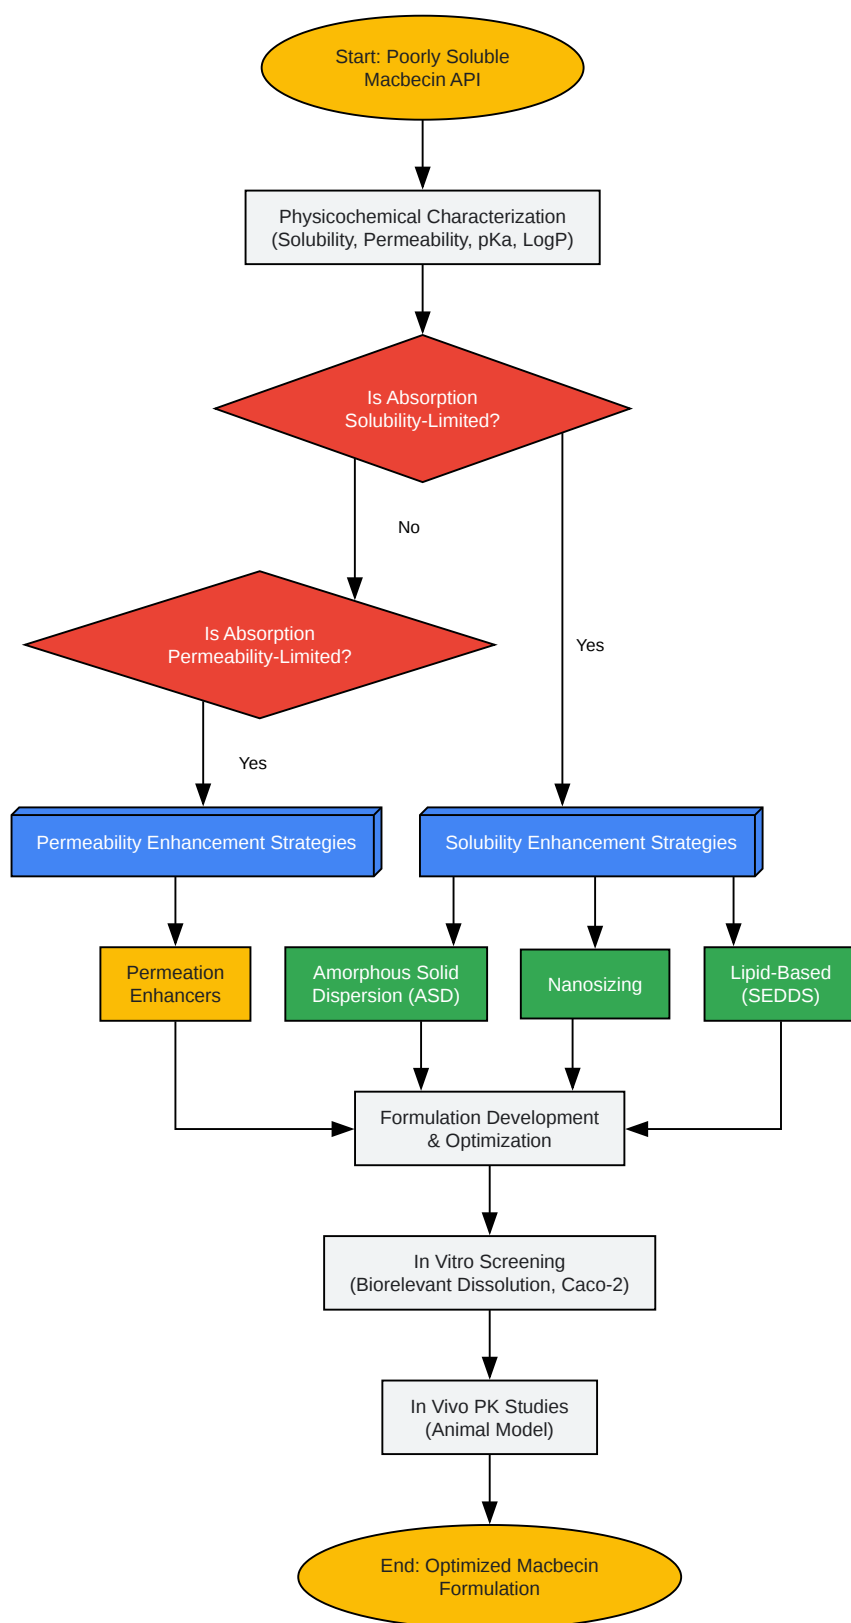 Start: Poorly Soluble
Macbecin API
Physicochemical Characterization
(Solubility, Permeability, pKa, LogP)
Is Absorption
Solubility-Limited?
No
Is Absorption
Permeability-Limited?
Yes
Yes
Permeability Enhancement Strategies
Solubility Enhancement Strategies
Permeation
Enhancers
Amorphous Solid
Dispersion (ASD)
Nanosizing
Lipid-Based
(SEDDS)
Formulation Development
& Optimization
In Vitro Screening
(Biorelevant Dissolution, Caco-2)
In Vivo PK Studies
(Animal Model)
End: Optimized Macbecin
Formulation